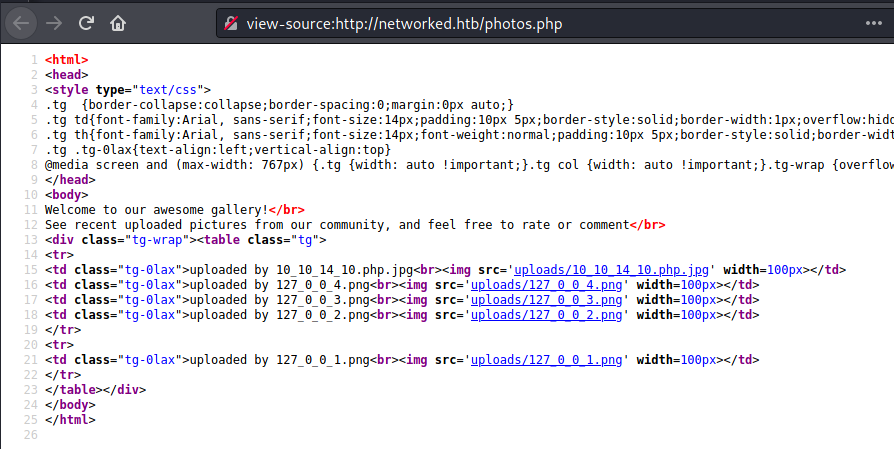 view-source:http://networked.htb/photos.php
1 <html>
2 <head>
3 <style type="text/css">
4 .tg  {border-collapse:collapse;border-spacing:0;margin:0px auto;}
5 .tg td{font-family:Arial, sans-serif;font-size:14px;padding:10px 5px;border-style:solid;border-width:1px;overflow:hidd
6 .tg th{font-family:Arial, sans-serif;font-size:14px;font-weight:normal;padding:10px 5px;border-style:solid;border-widt
7 .tg .tg-0lax{text-align:left;vertical-align:top}
8 @media screen and (max-width: 767px) {.tg {width: auto !important;}.tg col {width: auto !important;}.tg-wrap {overflow
9 </head>
10 <body>
11 Welcome to our awesome gallery!</br>
12 See recent uploaded pictures from our community, and feel free to rate or comment</br>
13 <div class="tg-wrap"><table class="tg">
14 <tr>
15 <td class="tg-0lax">uploaded by 10_10_14_10.php.jpg<br><img src='uploads/10_10_14_10.php.jpg' width=100px></td>
16 <td class="tg-0lax">uploaded by 127_0_0_4.png<br><img src='uploads/127_0_0_4.png' width=100px></td>
17 <td class="tg-0lax">uploaded by 127_0_0_3.png<br><img src='uploads/127_0_0_3.png' width=100px></td>
18 <td class="tg-0lax">uploaded by 127_0_0_2.png<br><img src='uploads/127_0_0_2.png' width=100px></td>
19 </tr>
20 <tr>
21 <td class="tg-0lax">uploaded by 127_0_0_1.png<br><img src='uploads/127_0_0_1.png' width=100px></td>
22 </tr>
23 </table></div>
24 </body>
25 </html>
26